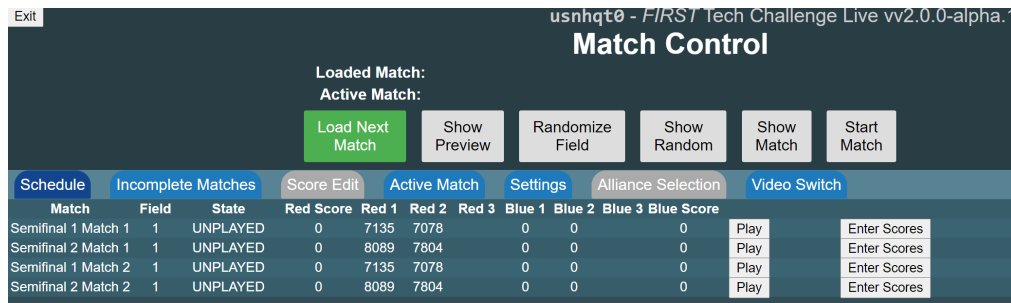 Exit
usnhqt0 - FIRST Tech Challenge Live vv2.0.0-alpha.
Match Control
Loaded Match:
Active Match:
Load Next Match Show Preview Randomize Field Show Random Show Match Start Match
Schedule Incomplete Matches Score Edit Active Match Settings Alliance Selection Video Switch
Match Field State Red Score Red 1 Red 2 Red 3 Blue 1 Blue 2 Blue 3 Blue Score
Semifinal 1 Match 1 1 UNPLAYED 0 7135 7078 0 0 0 Play Enter Scores
Semifinal 2 Match 1 1 UNPLAYED 0 8089 7804 0 0 0 Play Enter Scores
Semifinal 1 Match 2 1 UNPLAYED 0 7135 7078 0 0 0 Play Enter Scores
Semifinal 2 Match 2 1 UNPLAYED 0 8089 7804 0 0 0 Play Enter Scores